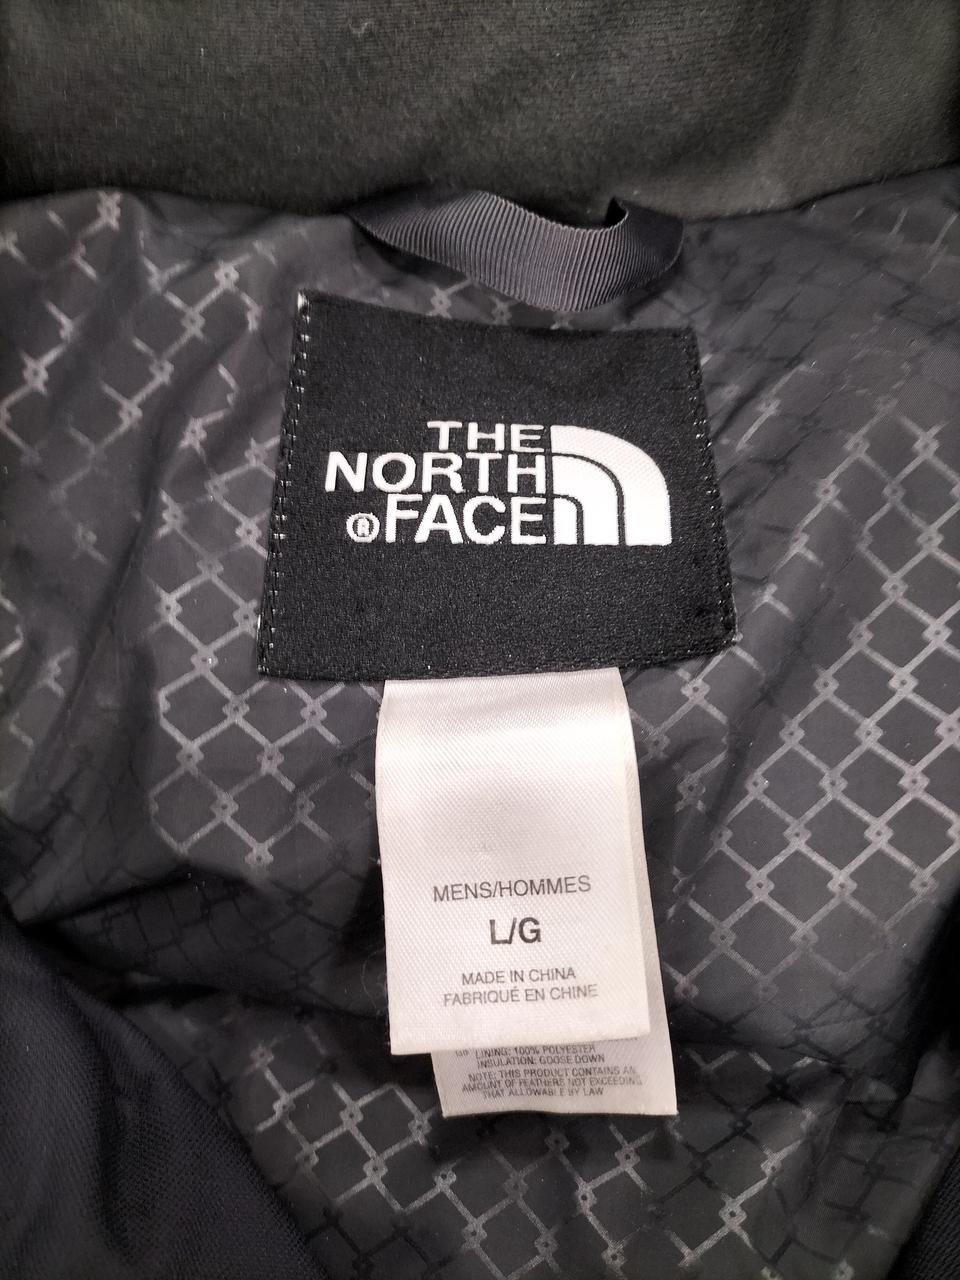 THE
NORTH
®FACE
MENS/HOMMES
L/G
MADE IN CHINA
FABRIQUÉ EN CHINE
LINING: 100% POLYESTER
INSULATION: GOOSE DOWN
NOTE: THIS PRODUCT CONTAINS AN
AMOUNT OF FEATHERS NOT EXCEEDING
THAT ALLOWABLE BY LAW